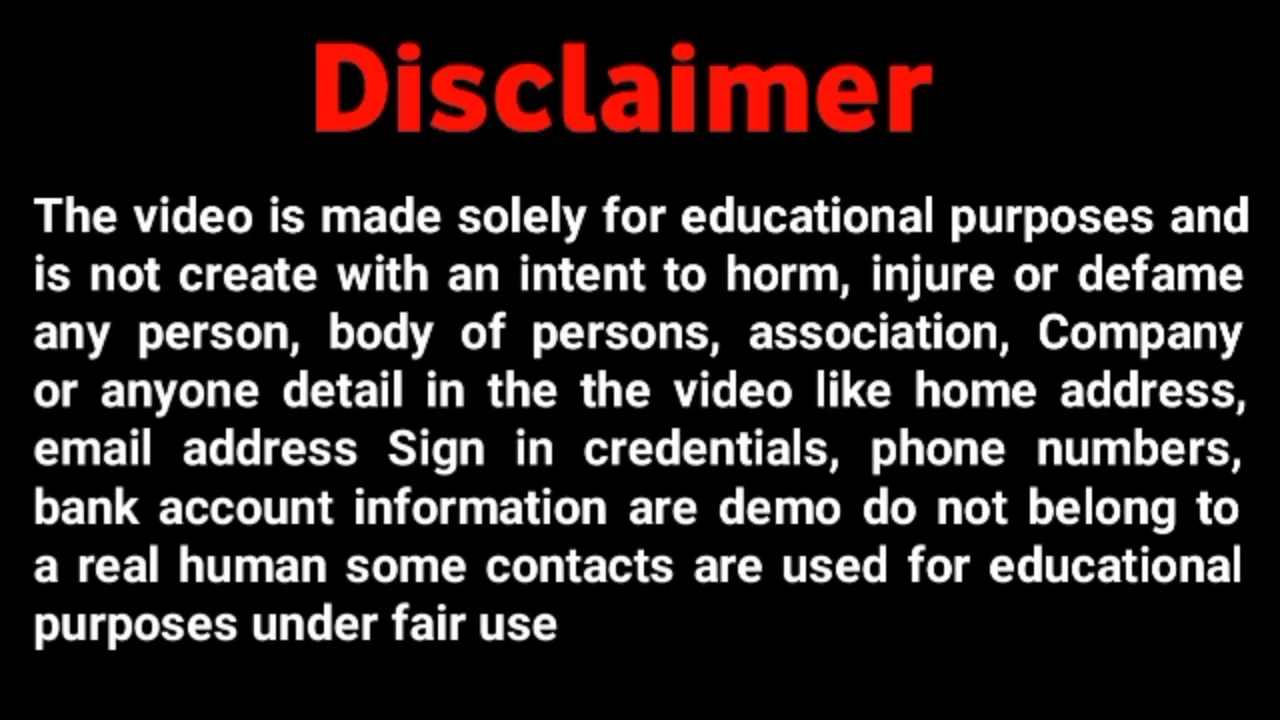 Disclaimer
The video is made solely for educational purposes and
is not create with an intent to horm, injure or defame
any person, body of persons, association, Company
or anyone detail in the the video like home address,
email address Sign in credentials, phone numbers,
bank account information are demo do not belong to
a real human some contacts are used for educational
purposes under fair use